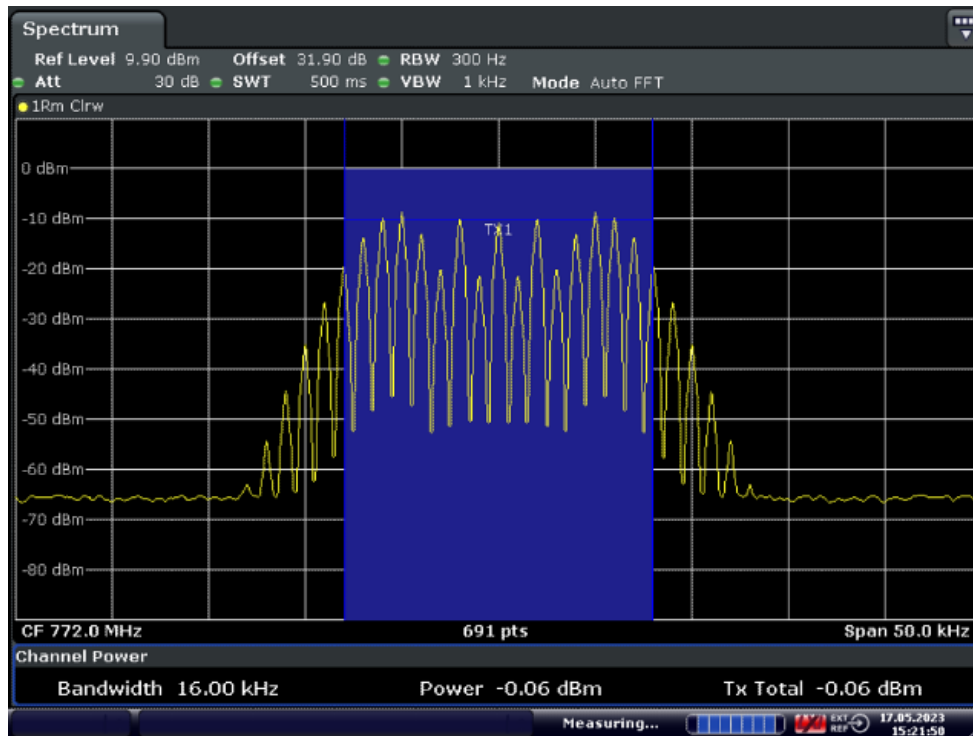 Spectrum
Ref Level 9.90 dBm Offset 31.90 dB RBW 300 Hz
Att 30 dB SWT 500 ms VBW 1 kHz Mode Auto FFT
1Rm Clrw
0 dBm
-10 dBm
TX1
-20 dBm
-30 dBm
-40 dBm
-50 dBm
-60 dBm
-70 dBm
-80 dBm
CF 772.0 MHz 691 pts Span 50.0 kHz
Channel Power
Bandwidth 16.00 kHz Power -0.06 dBm Tx Total -0.06 dBm
Measuring... EXT REF 17.05.2023 15:21:50